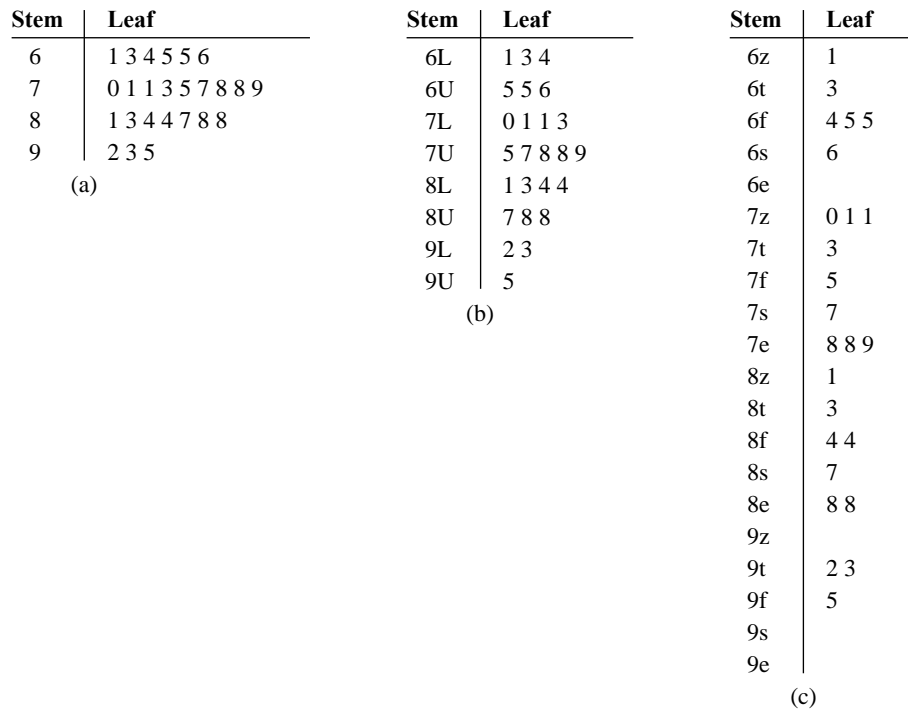 Stem Leaf
6 1 3 4 5 5 6
7 0 1 1 3 5 7 8 8 9
8 1 3 4 4 7 8 8
9 2 3 5
(a)
Stem Leaf
6L 1 3 4
6U 5 5 6
7L 0 1 1 3
7U 5 7 8 8 9
8L 1 3 4 4
8U 7 8 8
9L 2 3
9U 5
(b)
Stem Leaf
6z 1
6t 3
6f 4 5 5
6s 6
6e
7z 0 1 1
7t 3
7f 5
7s 7
7e 8 8 9
8z 1
8t 3
8f 4 4
8s 7
8e 8 8
9z
9t 2 3
9f 5
9s
9e
(c)